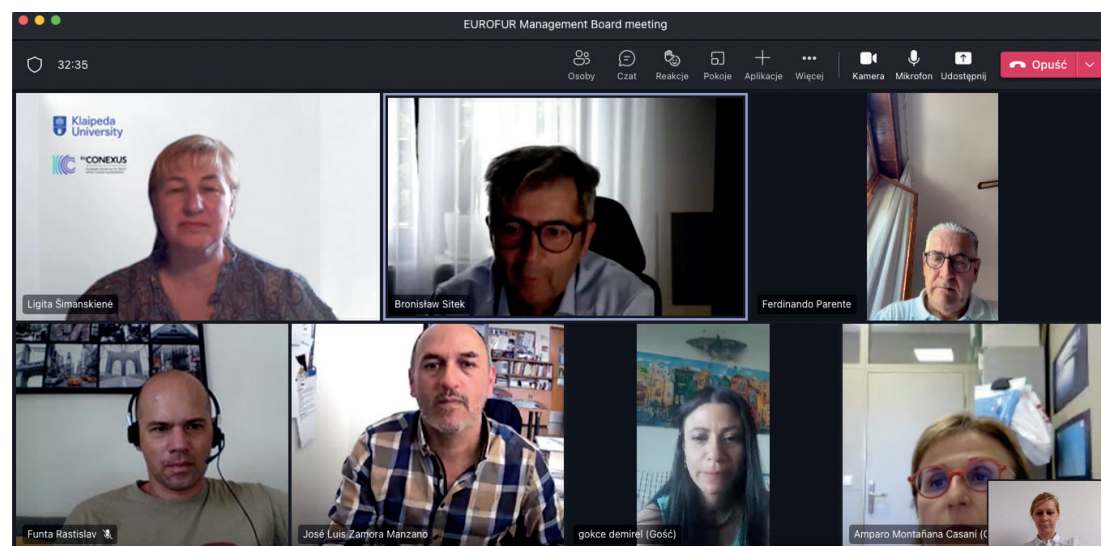 EUROFUR Management Board meeting
32:35
Osoby
Czat
Reakcje
Pokoje
Aplikacje
Więcej
Kamera
Mikrofon
Udostępnij
Opuść
Klaipeda
University
EU-CONEXUS
Ligita Šimanskienė
Bronisław Sitek
Ferdinando Parente
Funta Rastislav
José Luis Zamora Manzano
gokce demirel (Gość)
Amparo Montañana Casaní (